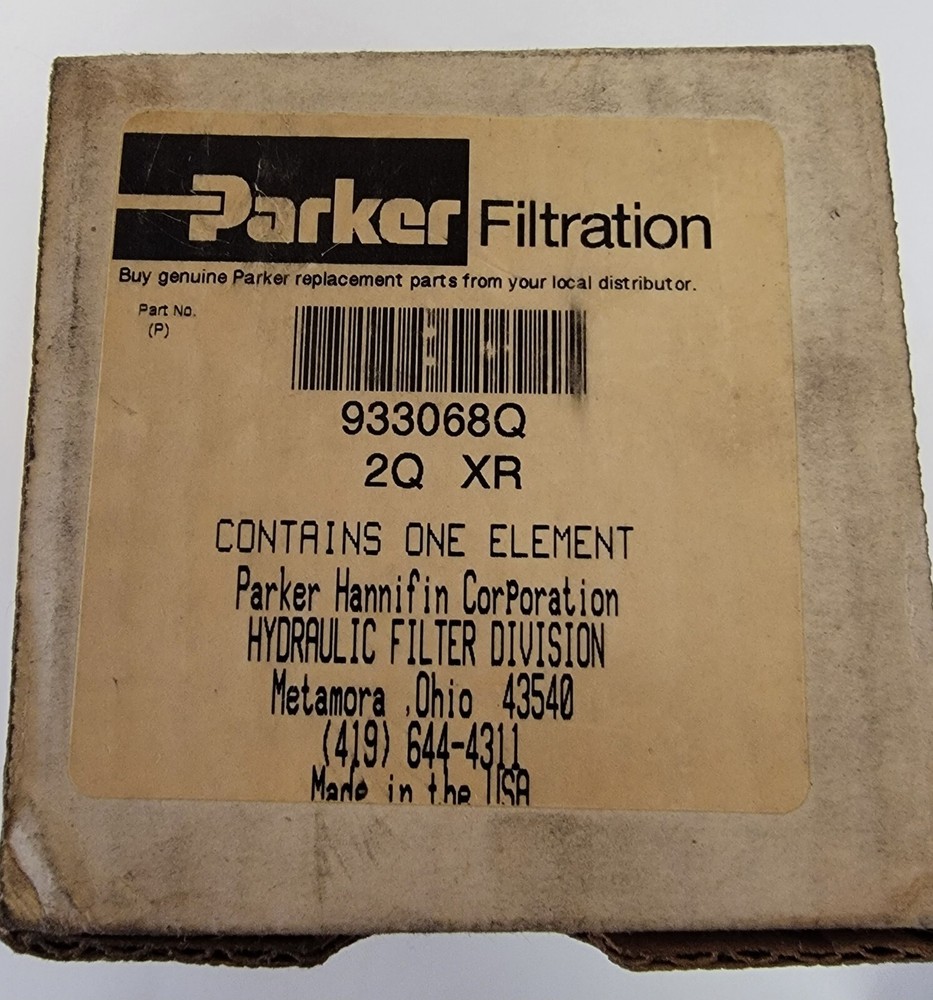 Parker Filtration
Buy genuine Parker replacement parts from your local distributor.
Part No.
(P)
933068Q
2Q XR
CONTAINS ONE ELEMENT
Parker Hannifin CorPoration
HYDRAULIC FILTER DIVISION
Metamora ,Ohio 43540
(419) 644-4311
Made in the USA